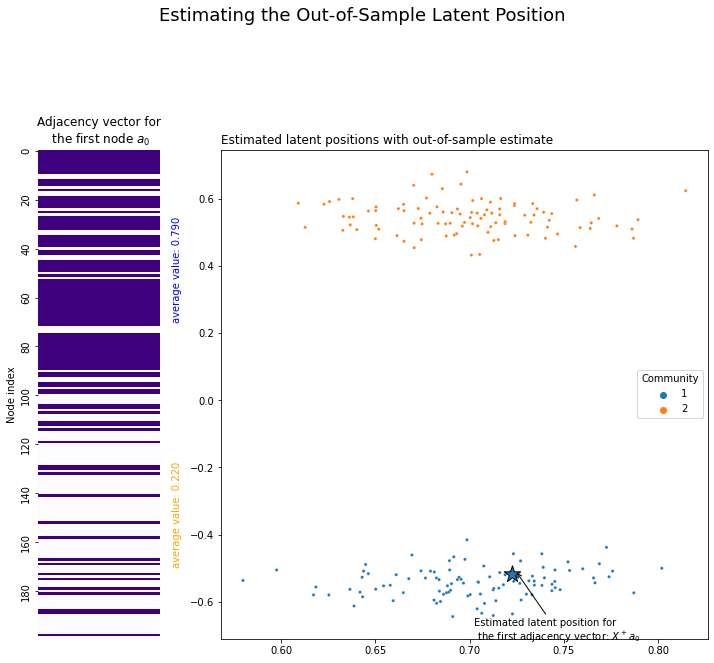 Estimating the Out-of-Sample Latent Position
Adjacency vector for
the first node a₀
Node index
0
20
40
60
80
100
120
140
160
180
average value: 0.790
average value: 0.220
Estimated latent positions with out-of-sample estimate
0.6
0.4
0.2
0.0
−0.2
−0.4
−0.6
Community
1
2
Estimated latent position for
the first adjacency vector: X⁺a₀
0.60
0.65
0.70
0.75
0.80